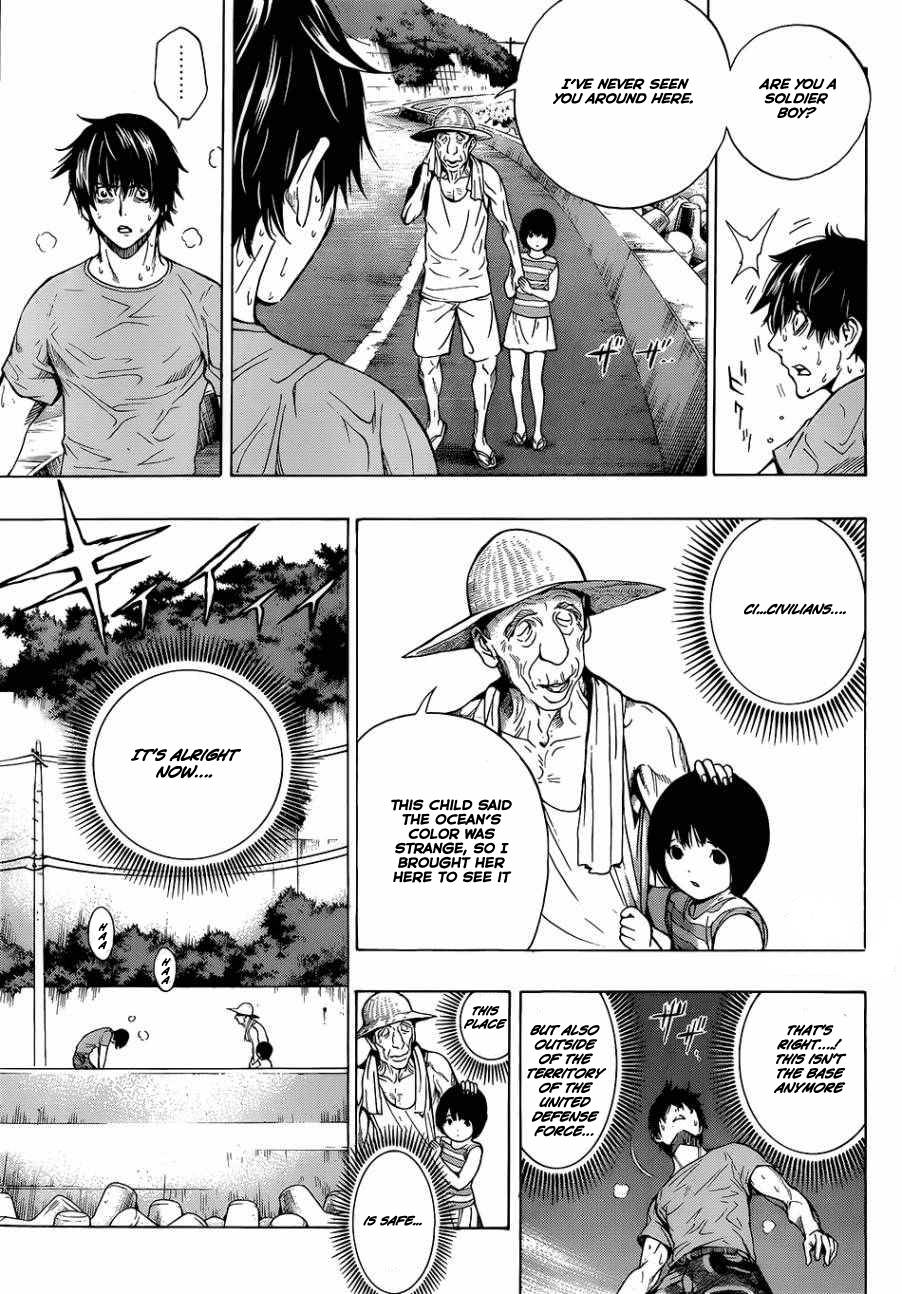 ARE YOU A
SOLDIER
BOY?
I'VE NEVER SEEN
YOU AROUND HERE.
ザ ザ
........
CI...CIVILIANS....
THIS CHILD SAID
THE OCEAN'S
COLOR WAS
STRANGE, SO I
BROUGHT HER
HERE TO SEE IT
IT'S ALRIGHT
NOW....
HAA
HAA
THAT'S
RIGHT....!
THIS ISN'T
THE BASE
ANYMORE
BUT ALSO
OUTSIDE
OF THE
TERRITORY
OF THE
UNITED
DEFENSE
FORCE...
THIS
PLACE
IS SAFE...